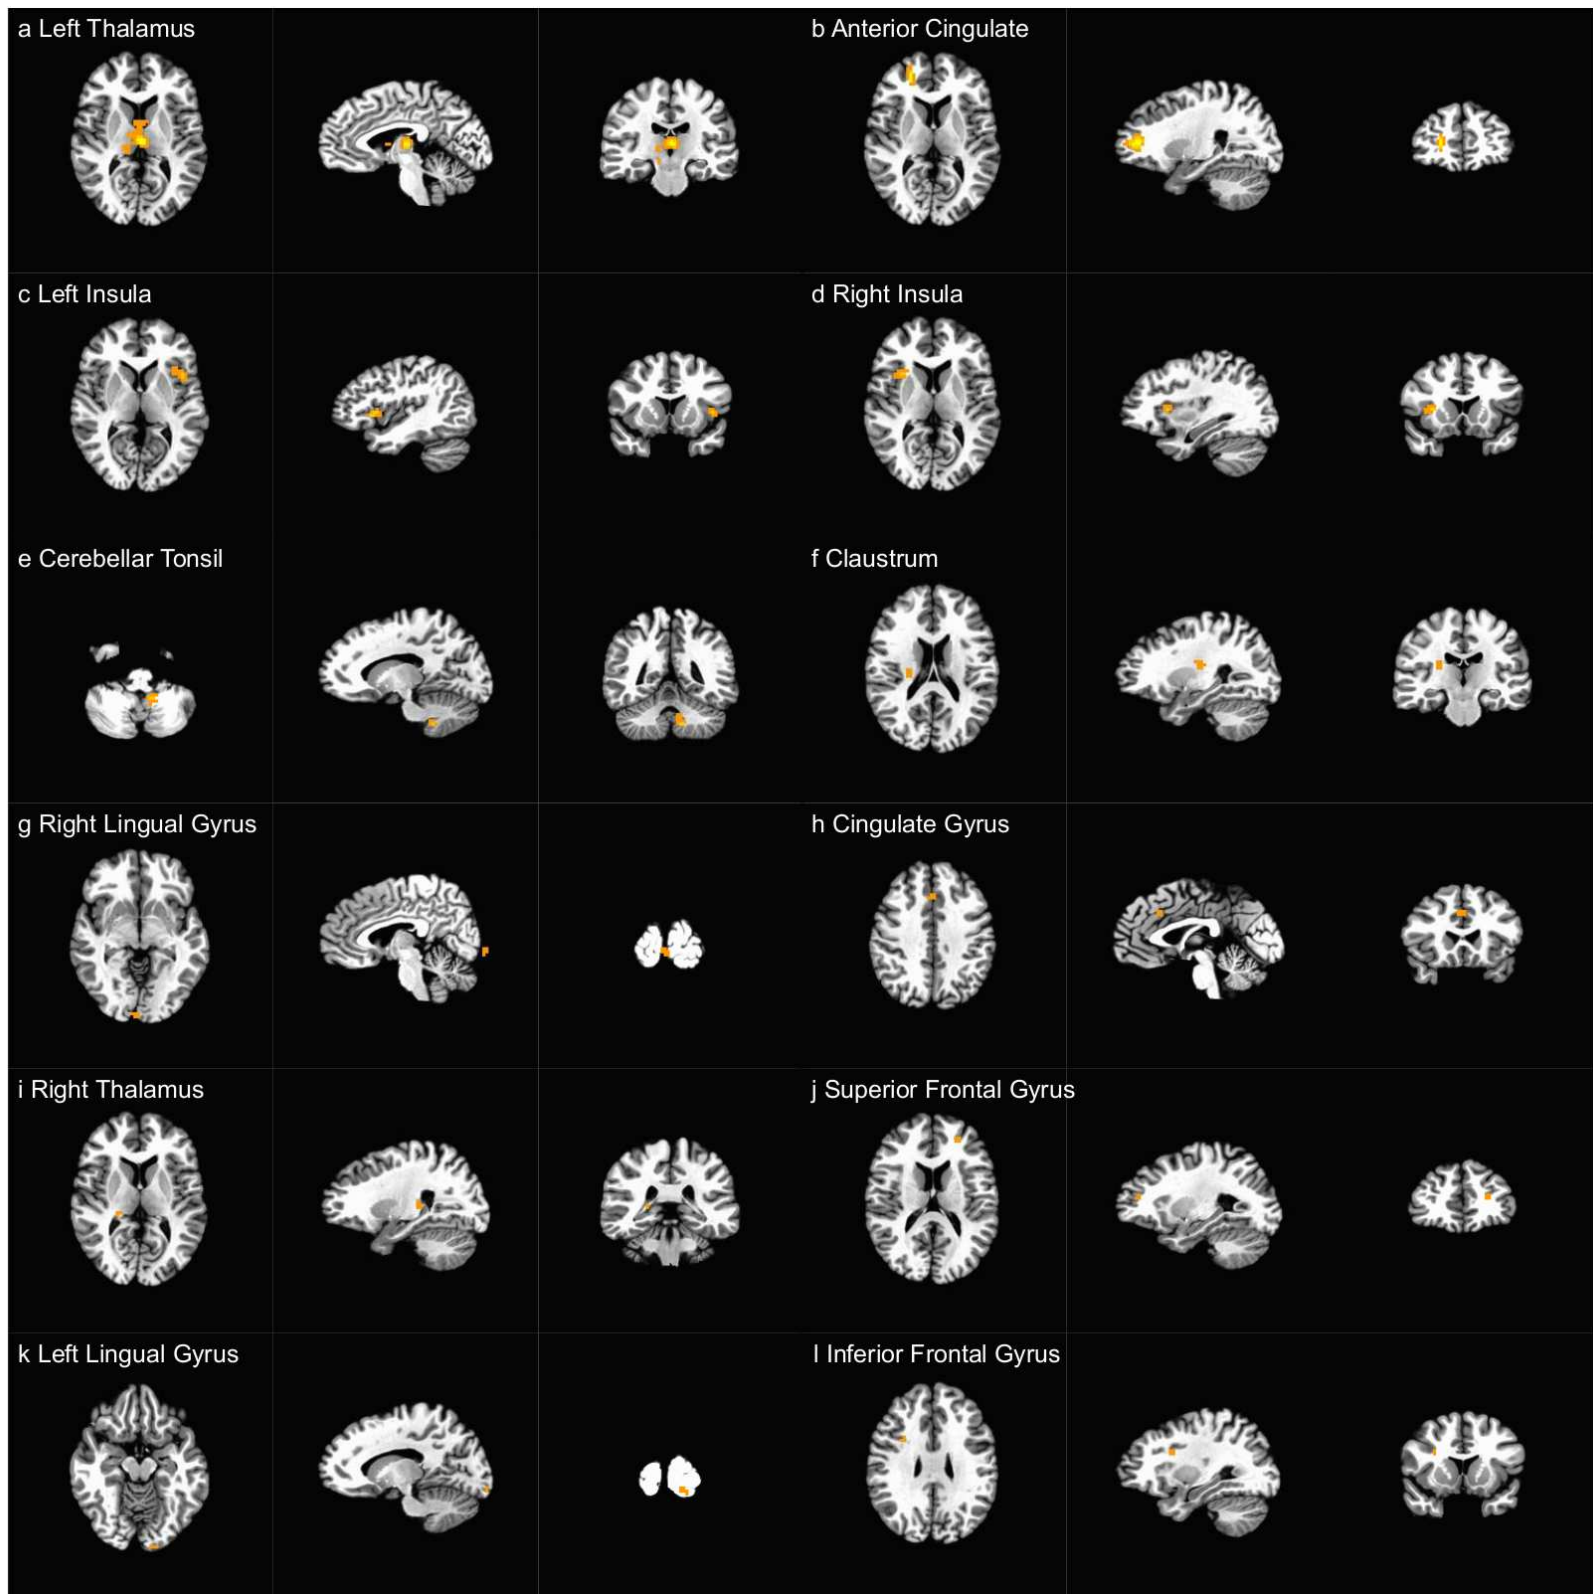 a Left Thalamus
b Anterior Cingulate
c Left Insula
d Right Insula
e Cerebellar Tonsil
f Claustrum
g Right Lingual Gyrus
h Cingulate Gyrus
i Right Thalamus
j Superior Frontal Gyrus
k Left Lingual Gyrus
l Inferior Frontal Gyrus